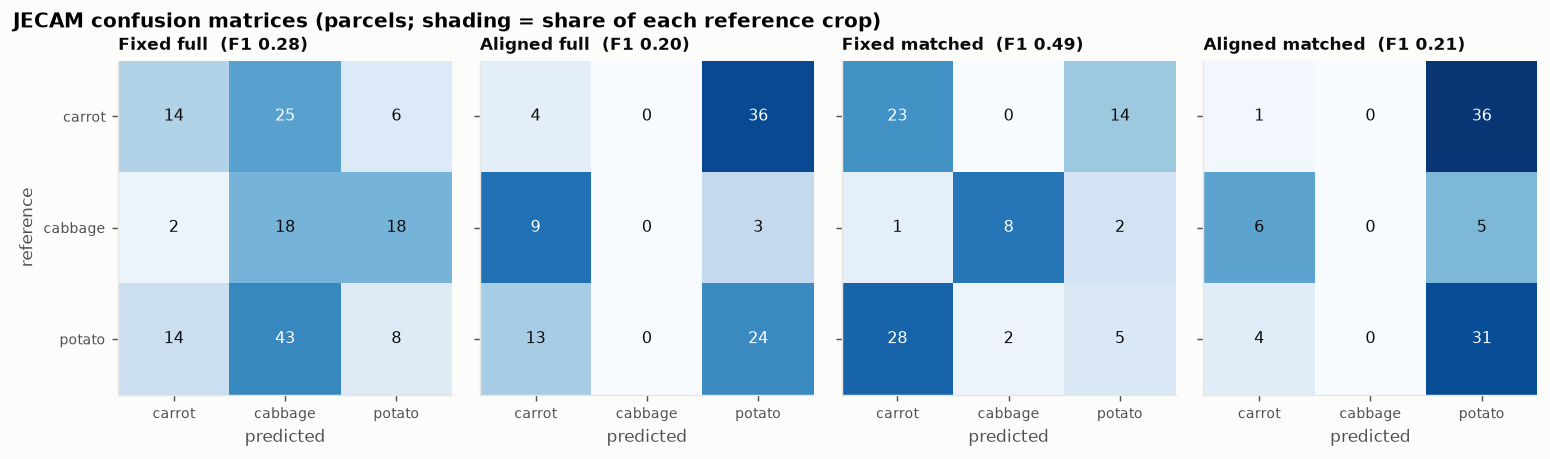 JECAM confusion matrices (parcels; shading = share of each reference crop)
Fixed full (F1 0.28)
Aligned full (F1 0.20)
Fixed matched (F1 0.49)
Aligned matched (F1 0.21)
reference
carrot 14 25 6 4 0 36 23 0 14 1 0 36
cabbage 2 18 18 9 0 3 1 8 2 6 0 5
potato 14 43 8 13 0 24 28 2 5 4 0 31
carrot cabbage potato carrot cabbage potato carrot cabbage potato carrot cabbage potato
predicted predicted predicted predicted